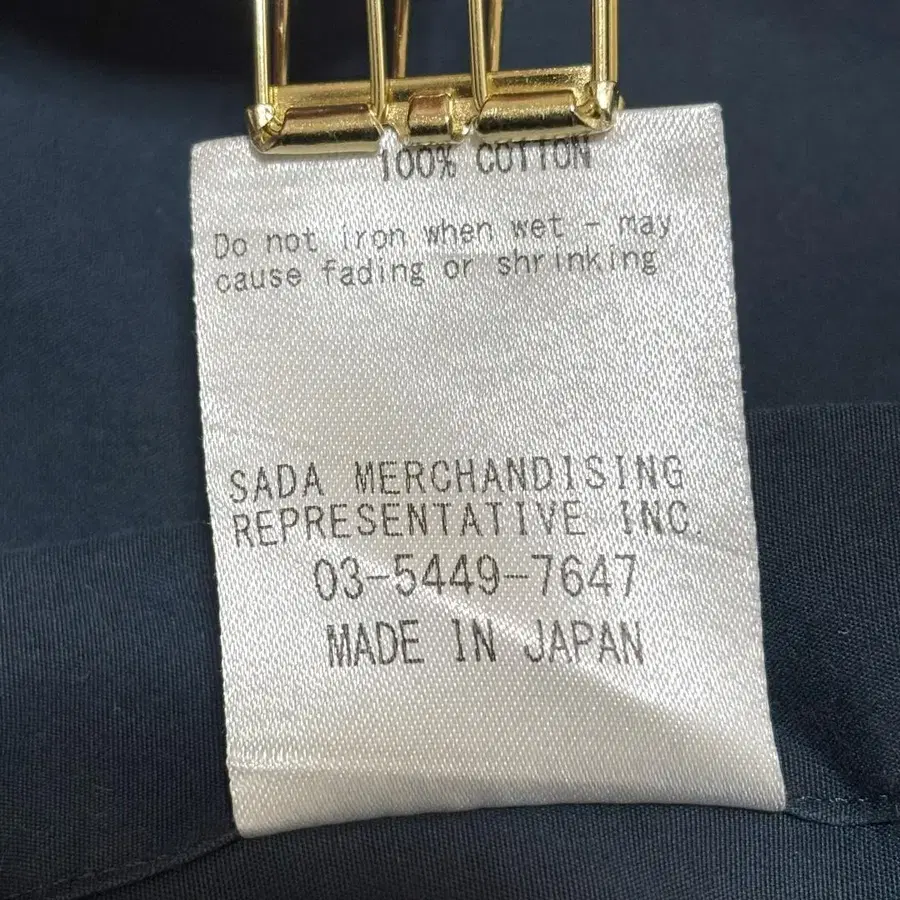 100% COTTON
Do not iron when wet - may
cause fading or shrinking
SADA MERCHANDISING
REPRESENTATIVE INC.
03-5449-7647
MADE IN JAPAN